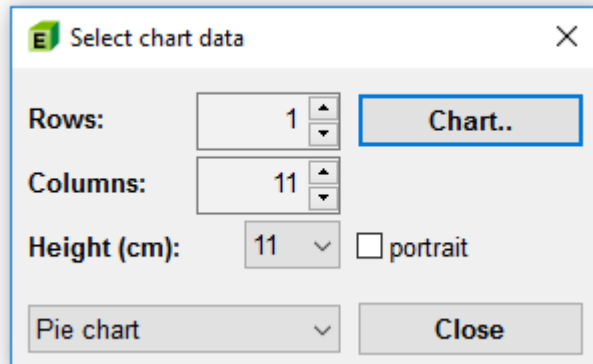 E Select chart data
Rows: 1 Chart..
Columns: 11
Height (cm): 11 portrait
Pie chart Close